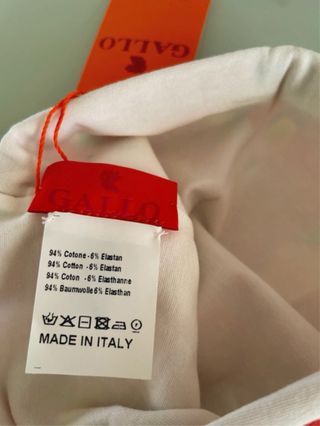 GALLO
GALLO
94% Cotone - 6% Elastan
94% Cotton - 6% Elastan
94% Coton - 6% Elasthanne
94% Baumwolle 6% Elasthan
MADE IN ITALY